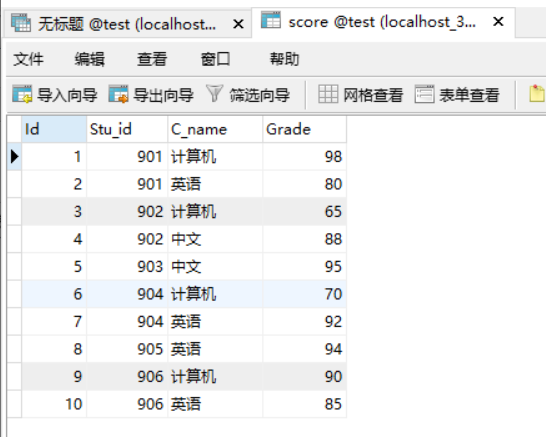 无标题 @test (localhost... score @test (localhost_3...
文件 编辑 查看 窗口 帮助
导入向导 导出向导 筛选向导 网格查看 表单查看
Id Stu_id C_name Grade
1 901 计算机 98
2 901 英语 80
3 902 计算机 65
4 902 中文 88
5 903 中文 95
6 904 计算机 70
7 904 英语 92
8 905 英语 94
9 906 计算机 90
10 906 英语 85